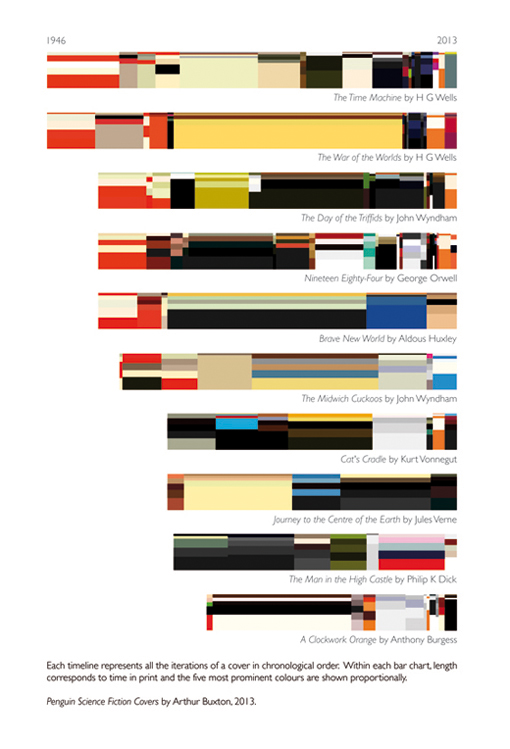 1946 2013
The Time Machine by H G Wells
The War of the Worlds by H G Wells
The Day of the Triffids by John Wyndham
Nineteen Eighty-Four by George Orwell
Brave New World by Aldous Huxley
The Midwich Cuckoos by John Wyndham
Cat's Cradle by Kurt Vonnegut
Journey to the Centre of the Earth by Jules Verne
The Man in the High Castle by Philip K Dick
A Clockwork Orange by Anthony Burgess
Each timeline represents all the iterations of a cover in chronological order. Within each bar chart, length
corresponds to time in print and the five most prominent colours are shown proportionally.
Penguin Science Fiction Covers by Arthur Buxton, 2013.